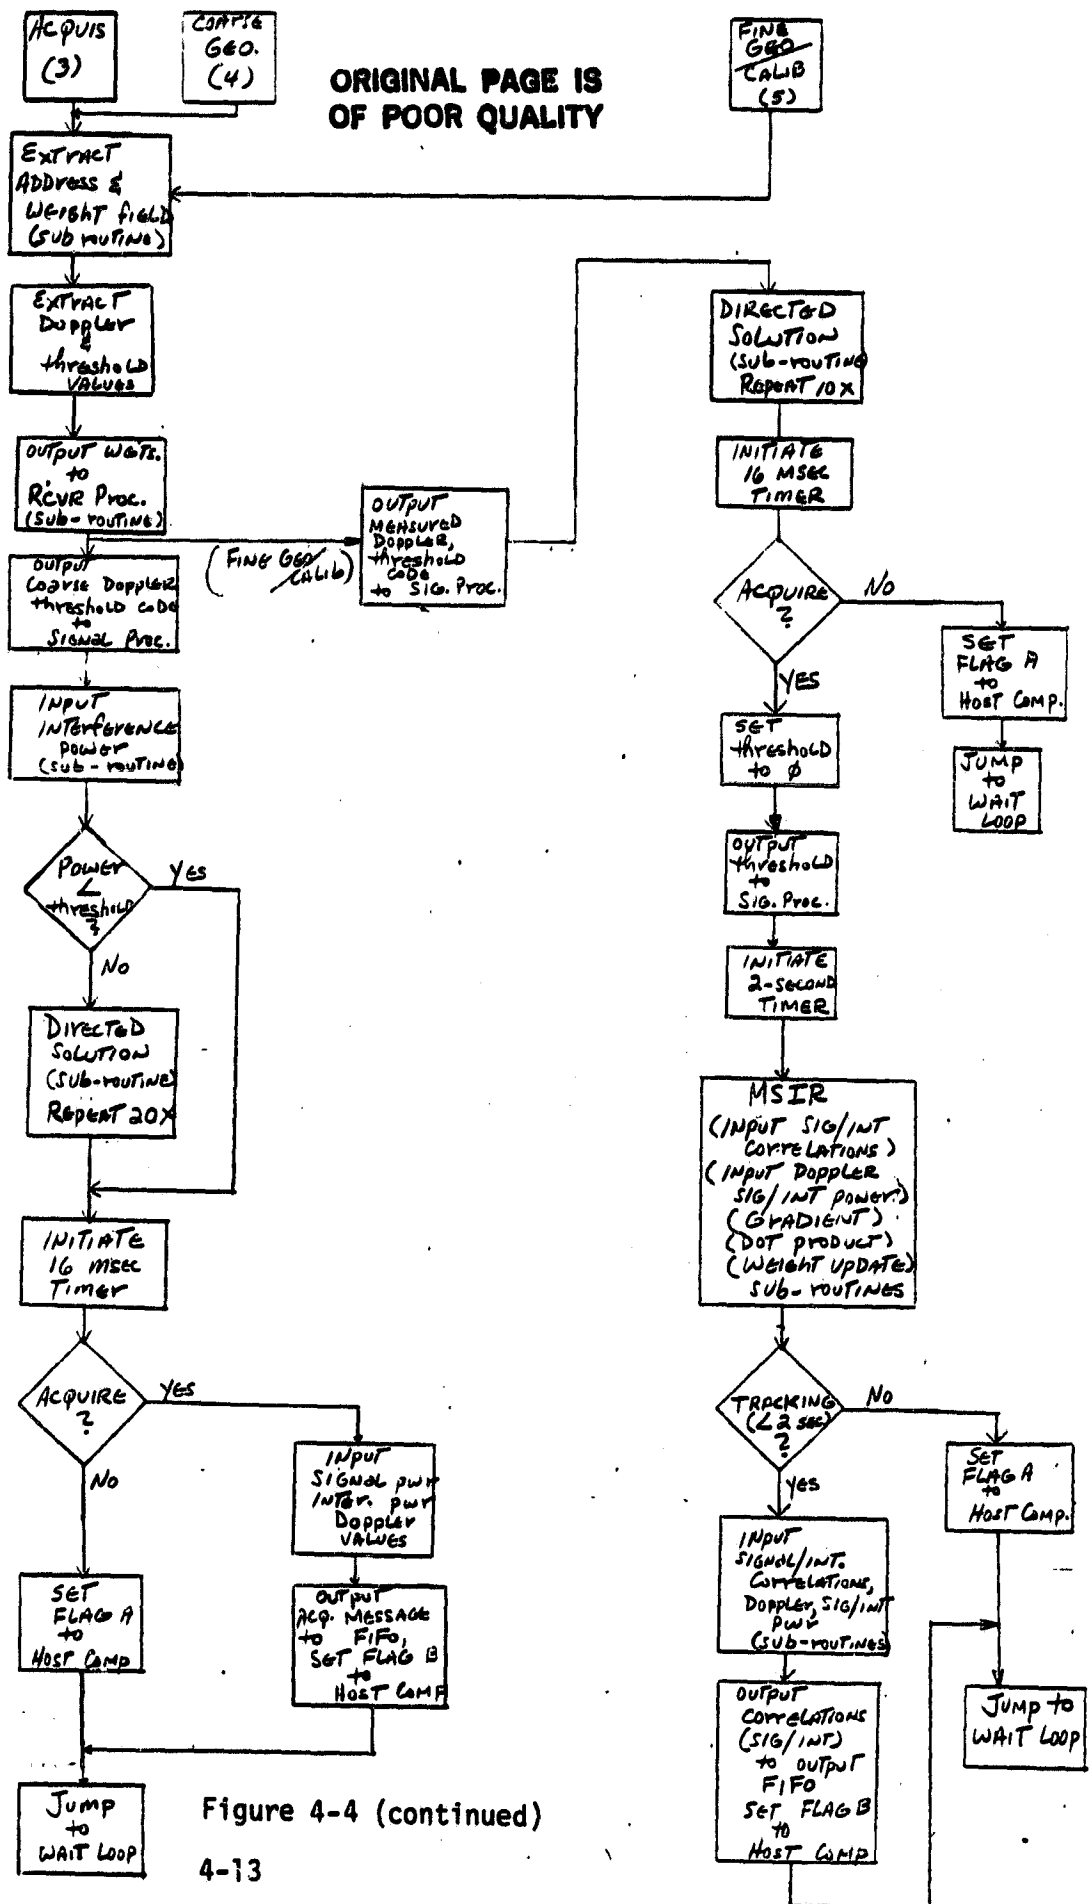 ACQUIS
(3)
COARSE
GEO.
(4)
ORIGINAL PAGE IS
OF POOR QUALITY
FINE
GEO/
CALIB
(5)
EXTRACT
ADDRESS &
WEIGHT FIELD
(SUB ROUTINE)
EXTRACT
DOPPLER
&
threshold
VALUES
OUTPUT WGTS.
to
RCVR PROC.
(SUB-ROUTINE)
(FINE GEO/
CALIB)
OUTPUT
MEASURED
DOPPLER,
threshold
CODE
to SIG. PROC.
OUTPUT
COARSE DOPPLER
threshold CODE
to
SIGNAL PROC.
INPUT
INTERFERENCE
POWER
(SUB-ROUTINE)
POWER
<
threshold
?
YES
NO
DIRECTED
SOLUTION
(SUB-ROUTINE)
REPEAT 20X
INITIATE
16 MSEC
TIMER
ACQUIRE
?
YES
NO
INPUT
SIGNAL PWR
INTER. PWR
DOPPLER
VALUES
SET
FLAG A
to
HOST COMP
OUTPUT
ACQ. MESSAGE
to FIFO,
SET FLAG B
to
HOST COMP
JUMP
to
WAIT LOOP
DIRECTED
SOLUTION
(SUB-ROUTINE)
REPEAT 10X
INITIATE
16 MSEC
TIMER
ACQUIRE
?
NO
YES
SET
FLAG A
to
HOST COMP.
JUMP
to
WAIT
LOOP
SET
threshold
to Ø
OUTPUT
threshold
to
SIG. PROC.
INITIATE
2-SECOND
TIMER
MSIR
(INPUT SIG/INT
CORRELATIONS)
(INPUT DOPPLER
SIG/INT POWER)
(GRADIENT)
(DOT PRODUCT)
(WEIGHT UPDATE)
SUB-ROUTINES
TRACKING
(< 2 SEC)
?
NO
YES
SET
FLAG A
to
HOST COMP.
INPUT
SIGNAL/INT.
CORRELATIONS,
DOPPLER, SIG/INT
PWR
(SUB-ROUTINES)
OUTPUT
CORRELATIONS
(SIG/INT)
to OUTPUT
FIFO
SET FLAG B
to
HOST COMP
JUMP to
WAIT LOOP
Figure 4-4 (continued)
4-13